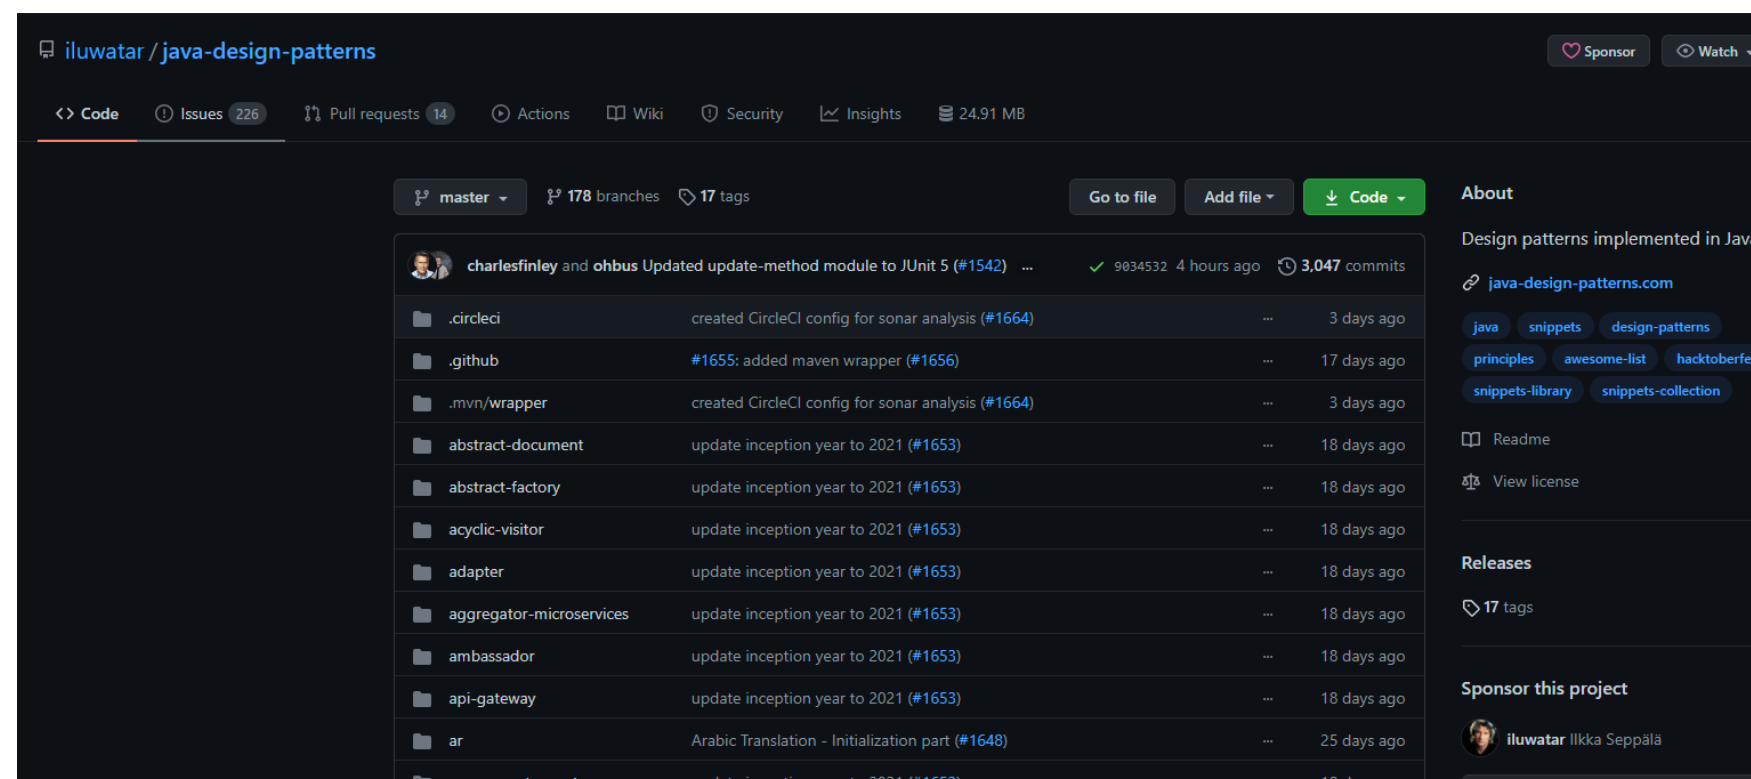 iluwatar / java-design-patterns
Sponsor
Watch
Code
Issues 226
Pull requests 14
Actions
Wiki
Security
Insights
24.91 MB
master
178 branches
17 tags
Go to file
Add file
Code
charlesfinley and ohbus Updated update-method module to JUnit 5 (#1542) ... 9034532 4 hours ago 3,047 commits
.circleci created CircleCI config for sonar analysis (#1664) ... 3 days ago
.github #1655: added maven wrapper (#1656) ... 17 days ago
.mvn/wrapper created CircleCI config for sonar analysis (#1664) ... 3 days ago
abstract-document update inception year to 2021 (#1653) ... 18 days ago
abstract-factory update inception year to 2021 (#1653) ... 18 days ago
acyclic-visitor update inception year to 2021 (#1653) ... 18 days ago
adapter update inception year to 2021 (#1653) ... 18 days ago
aggregator-microservices update inception year to 2021 (#1653) ... 18 days ago
ambassador update inception year to 2021 (#1653) ... 18 days ago
api-gateway update inception year to 2021 (#1653) ... 18 days ago
ar Arabic Translation - Initialization part (#1648) ... 25 days ago
About
Design patterns implemented in Jav
java-design-patterns.com
java snippets design-patterns
principles awesome-list hacktoberfe
snippets-library snippets-collection
Readme
View license
Releases
17 tags
Sponsor this project
iluwatar Ilkka Seppälä